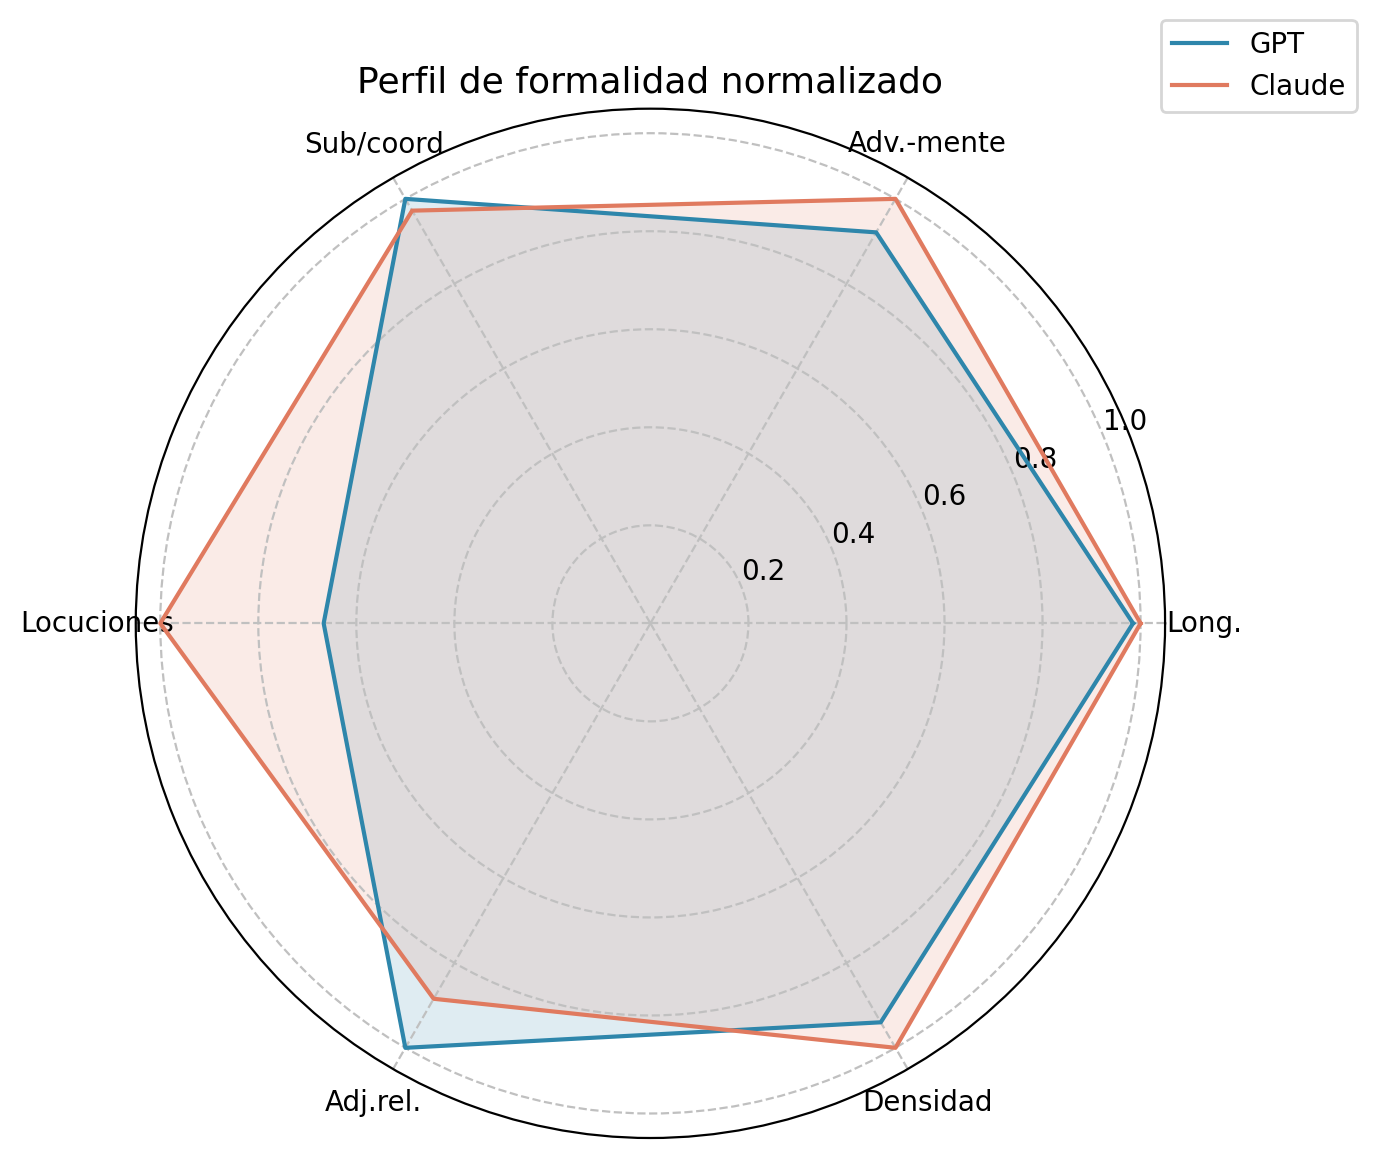 GPT
Claude
Perfil de formalidad normalizado
Sub/coord
Adv.-mente
1.0
0.8
0.6
0.4
0.2
Locuciones
Long.
Adj.rel.
Densidad